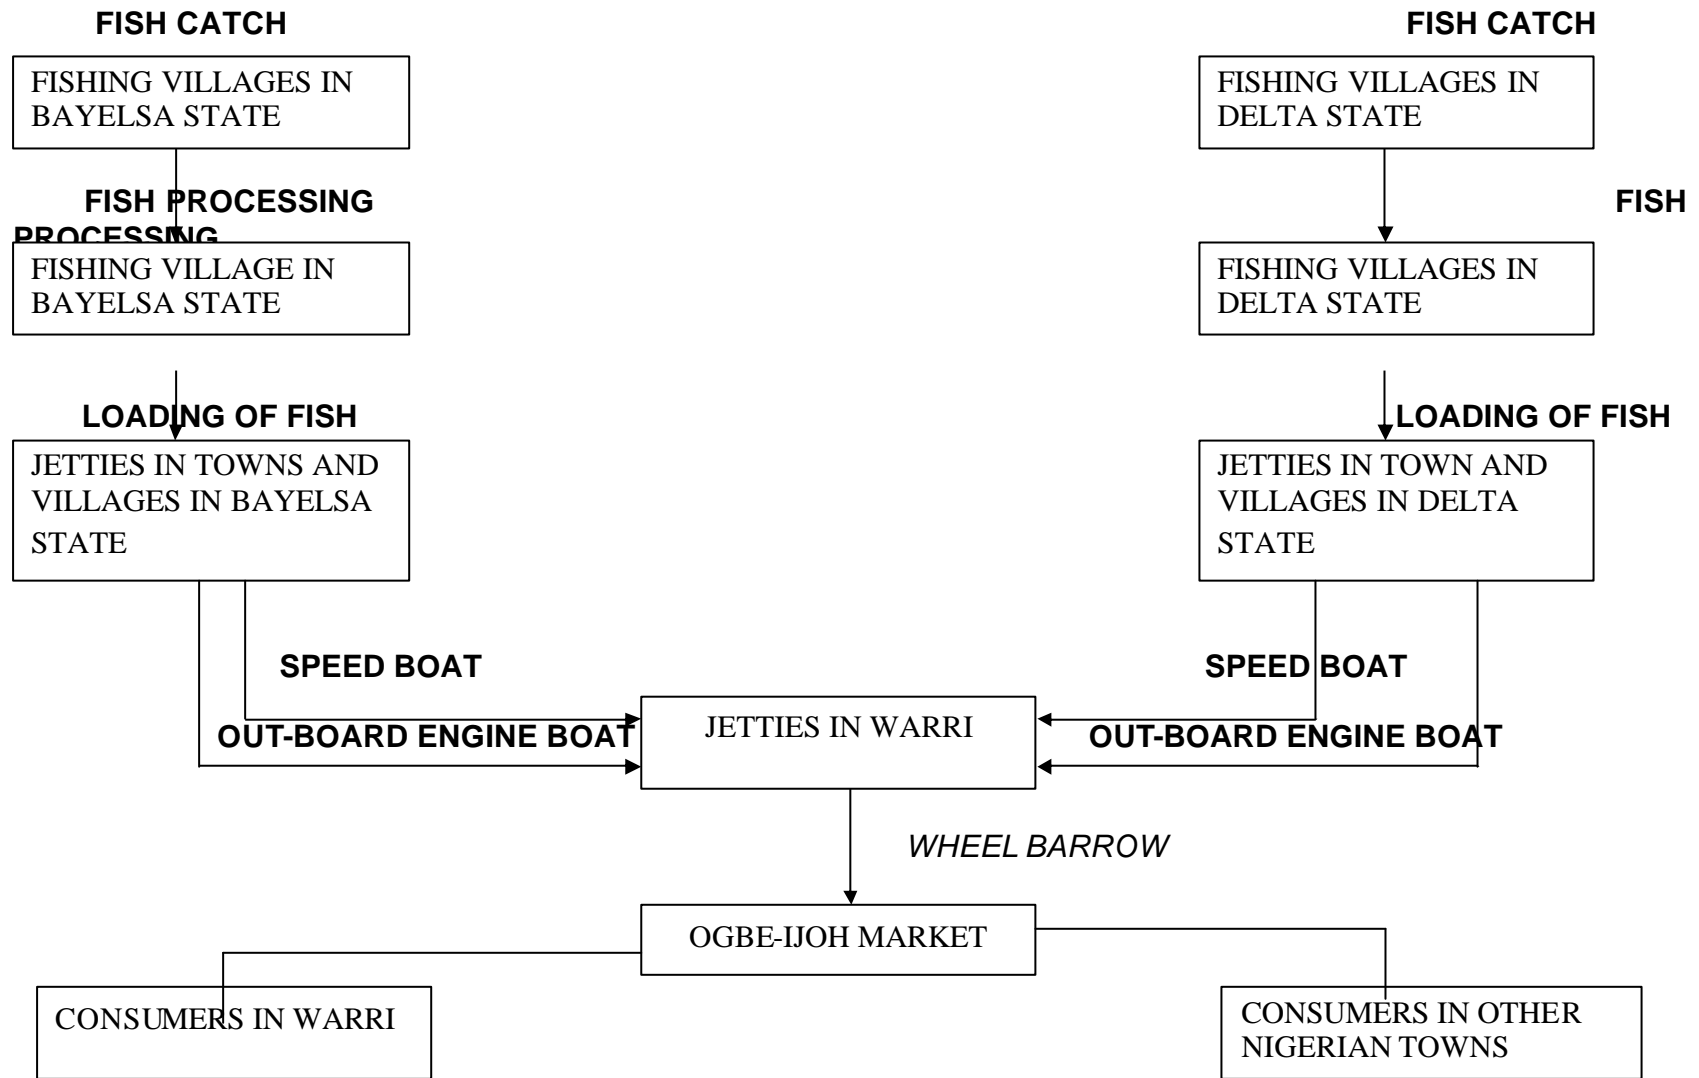 FISH CATCH
FISH CATCH
FISHING VILLAGES IN
BAYELSA STATE
FISHING VILLAGES IN
DELTA STATE
FISH PROCESSING
FISH
PROCESSING
FISHING VILLAGE IN
BAYELSA STATE
FISHING VILLAGES IN
DELTA STATE
LOADING OF FISH
LOADING OF FISH
JETTIES IN TOWNS AND
VILLAGES IN BAYELSA
STATE
JETTIES IN TOWN AND
VILLAGES IN DELTA
STATE
SPEED BOAT
SPEED BOAT
OUT-BOARD ENGINE BOAT
JETTIES IN WARRI
OUT-BOARD ENGINE BOAT
WHEEL BARROW
OGBE-IJOH MARKET
CONSUMERS IN WARRI
CONSUMERS IN OTHER
NIGERIAN TOWNS